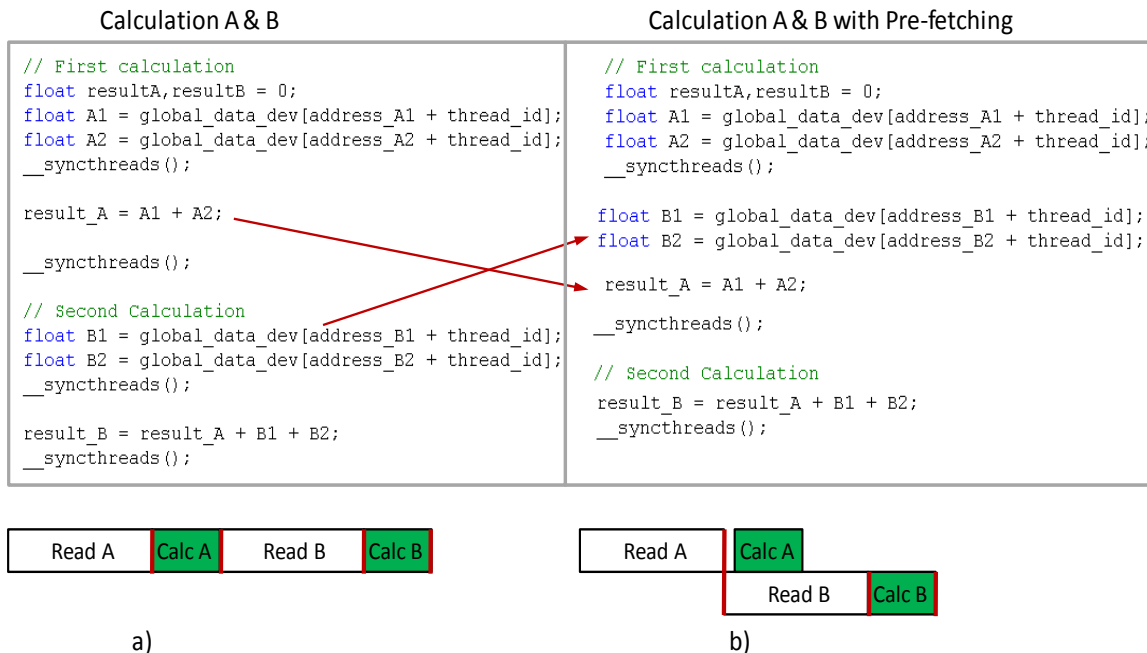 Calculation A & B
// First calculation
float resultA,resultB = 0;
float A1 = global_data_dev[address_A1 + thread_id];
float A2 = global_data_dev[address_A2 + thread_id];
__syncthreads();
result_A = A1 + A2;
__syncthreads();
// Second Calculation
float B1 = global_data_dev[address_B1 + thread_id];
float B2 = global_data_dev[address_B2 + thread_id];
__syncthreads();
result_B = result_A + B1 + B2;
__syncthreads();
Calculation A & B with Pre-fetching
// First calculation
float resultA,resultB = 0;
float A1 = global_data_dev[address_A1 + thread_id];
float A2 = global_data_dev[address_A2 + thread_id];
__syncthreads();
float B1 = global_data_dev[address_B1 + thread_id];
float B2 = global_data_dev[address_B2 + thread_id];
result_A = A1 + A2;
__syncthreads();
// Second Calculation
result_B = result_A + B1 + B2;
__syncthreads();
Read A Calc A Read B Calc B
a)
Read A Calc A
Read B Calc B
b)